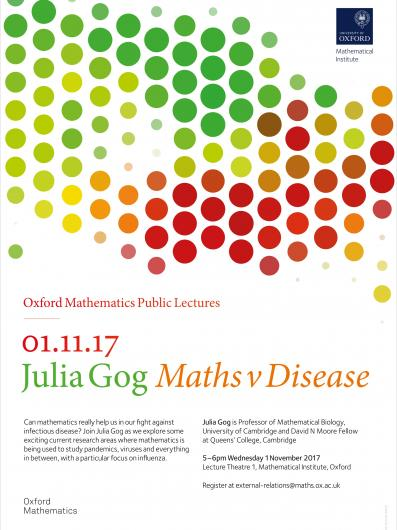 UNIVERSITY OF
OXFORD
Mathematical
Institute
Oxford Mathematics Public Lectures
01.11.17
Julia Gog Maths v Disease
Can mathematics really help us in our fight against
infectious disease? Join Julia Gog as we explore some
exciting current research areas where mathematics is
being used to study pandemics, viruses and everything
in between, with a particular focus on influenza.
Julia Gog is Professor of Mathematical Biology,
University of Cambridge and David N Moore Fellow
at Queens' College, Cambridge
5–6pm Wednesday 1 November 2017
Lecture Theatre 1, Mathematical Institute, Oxford
Register at external-relations@maths.ox.ac.uk
Oxford
Mathematics